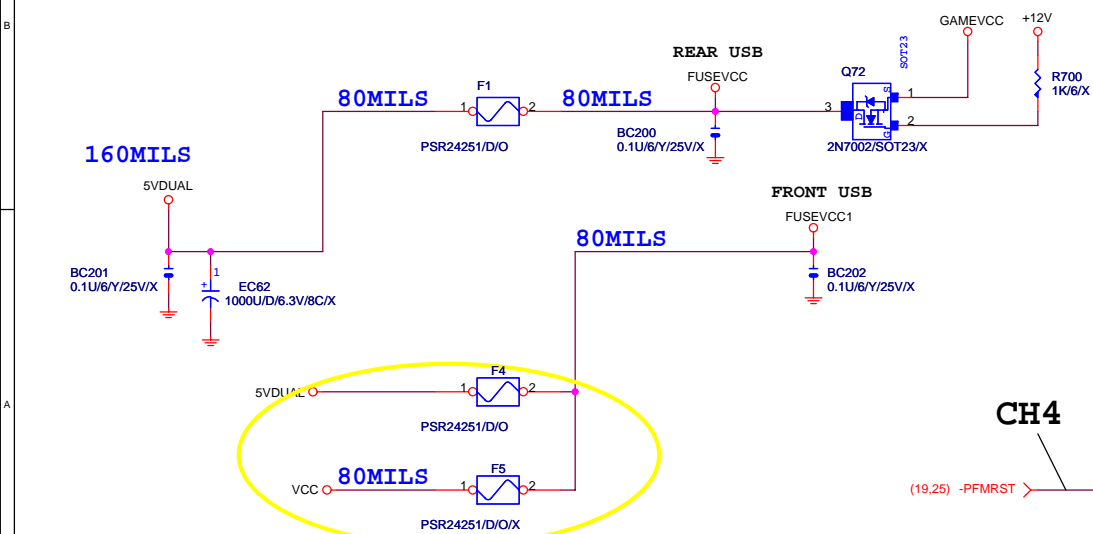 B
GAMEVCC
+12V
SOT23
REAR USB
FUSEVCC
F1
80MILS
1
2
80MILS
PSR24251/D/O
BC200
0.1U/6/Y/25V/X
Q72
3
D
S
G
1
2
2N7002/SOT23/X
R700
1K/6/X
160MILS
5VDUAL
BC201
0.1U/6/Y/25V/X
1
+
EC62
1000U/D/6.3V/8C/X
FRONT USB
FUSEVCC1
80MILS
BC202
0.1U/6/Y/25V/X
A
5VDUAL
F4
1
2
PSR24251/D/O
VCC
80MILS
F5
1
2
PSR24251/D/O/X
CH4
(19,25) -PFMRST